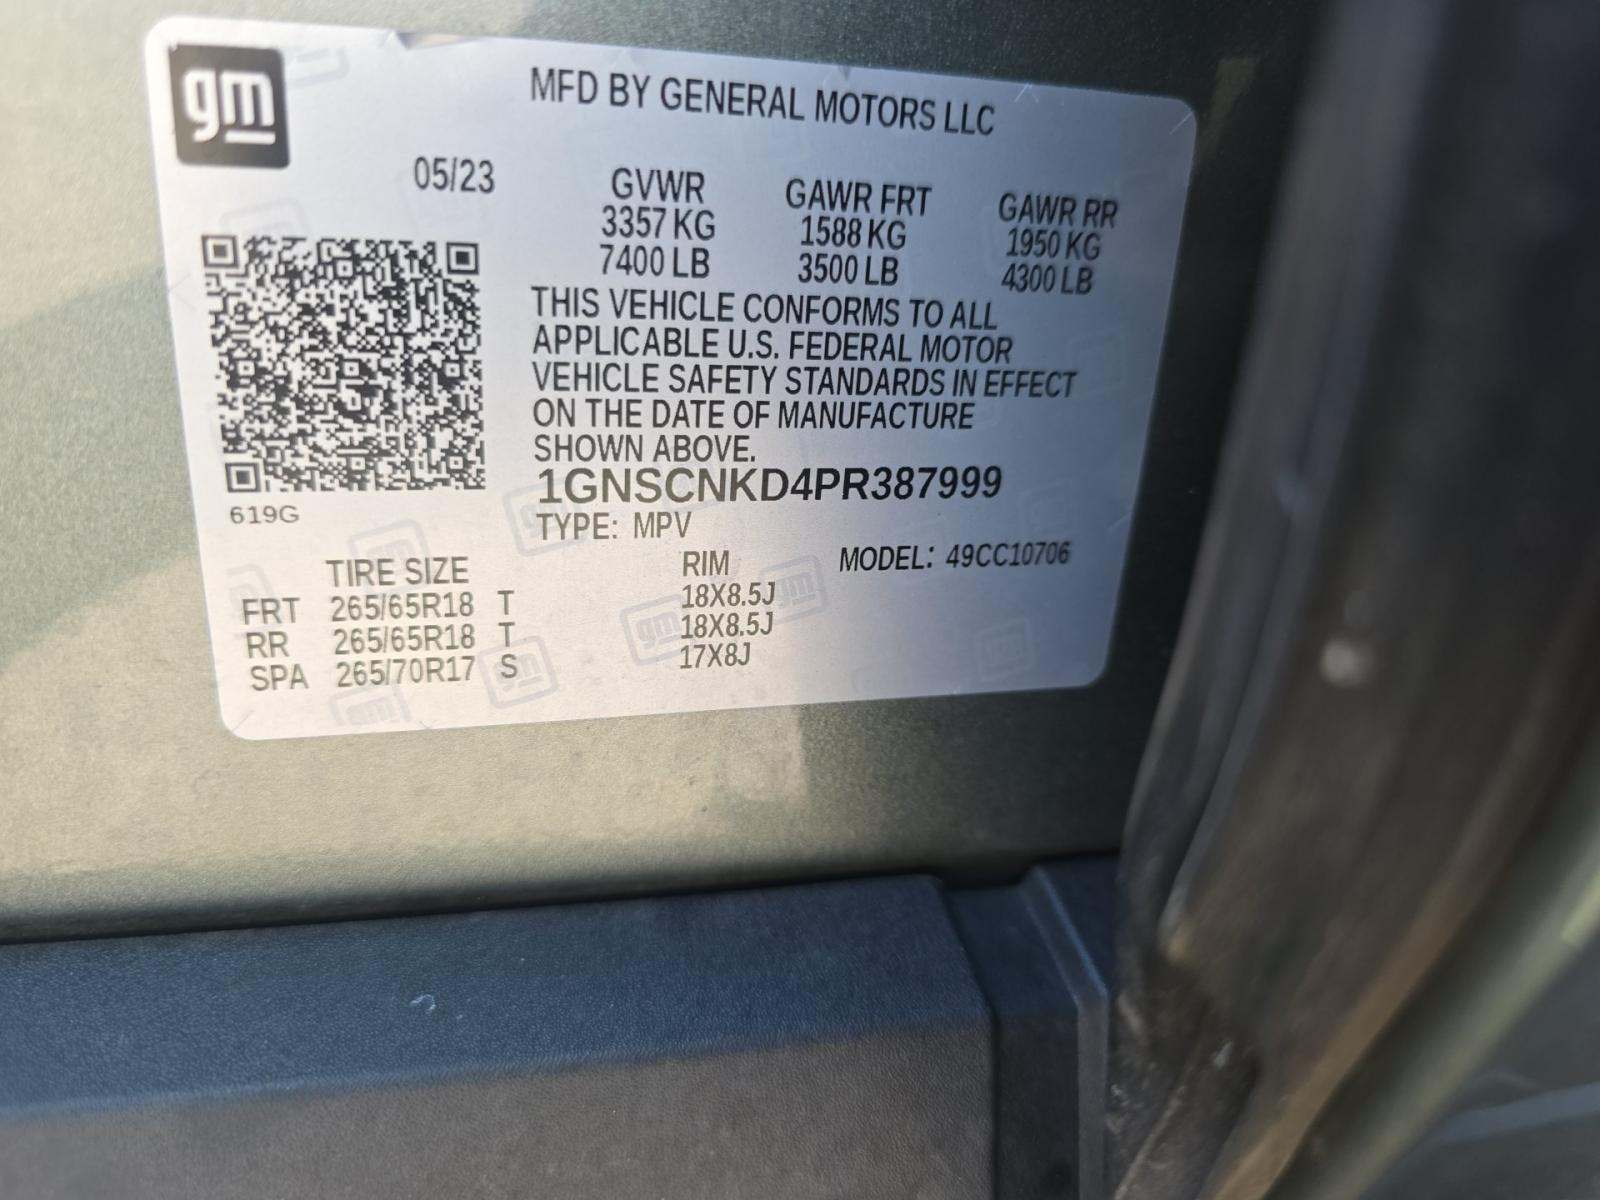 gm
MFD BY GENERAL MOTORS LLC
05/23
GVWR GAWR FRT GAWR RR
3357 KG 1588 KG 1950 KG
7400 LB 3500 LB 4300 LB
THIS VEHICLE CONFORMS TO ALL
APPLICABLE U.S. FEDERAL MOTOR
VEHICLE SAFETY STANDARDS IN EFFECT
ON THE DATE OF MANUFACTURE
SHOWN ABOVE.
1GNSCNKD4PR387999
619G
TYPE: MPV
MODEL: 49CC10706
TIRE SIZE RIM
FRT 265/65R18 T 18X8.5J
RR 265/65R18 T 18X8.5J
SPA 265/70R17 S 17X8J